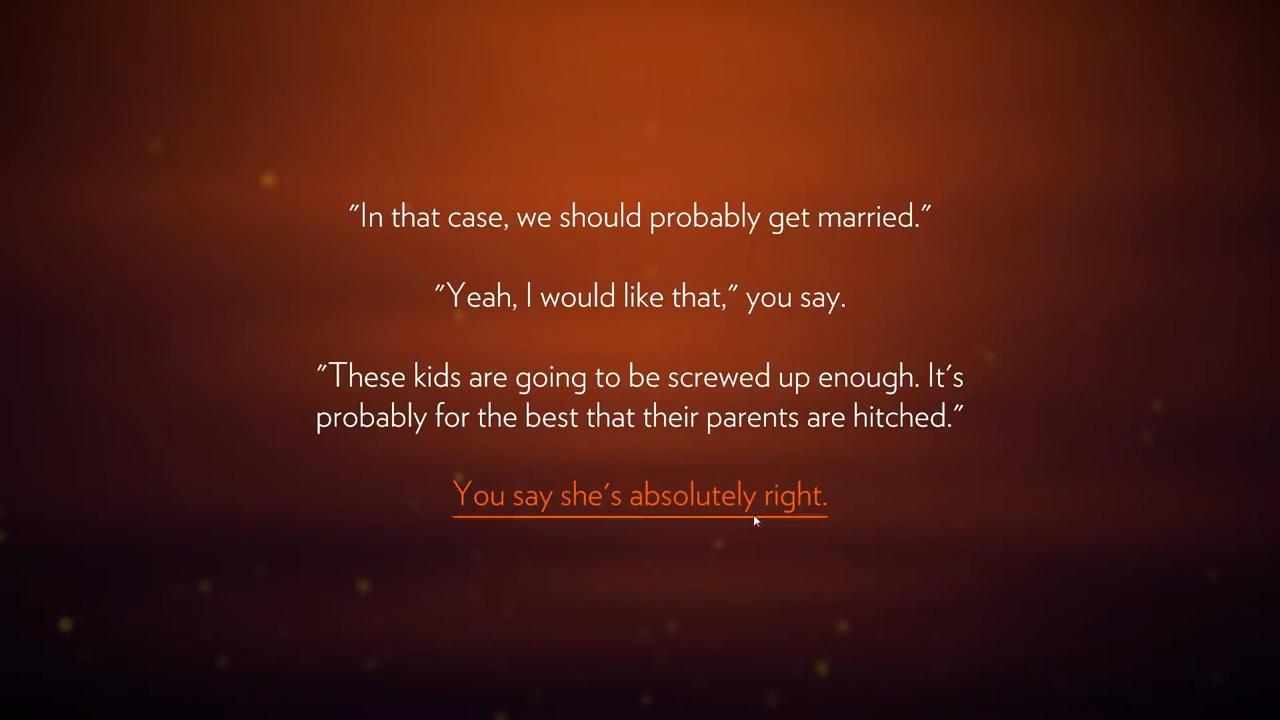 "In that case, we should probably get married."
"Yeah, I would like that," you say.
"These kids are going to be screwed up enough. It's
probably for the best that their parents are hitched."
You say she's absolutely right.